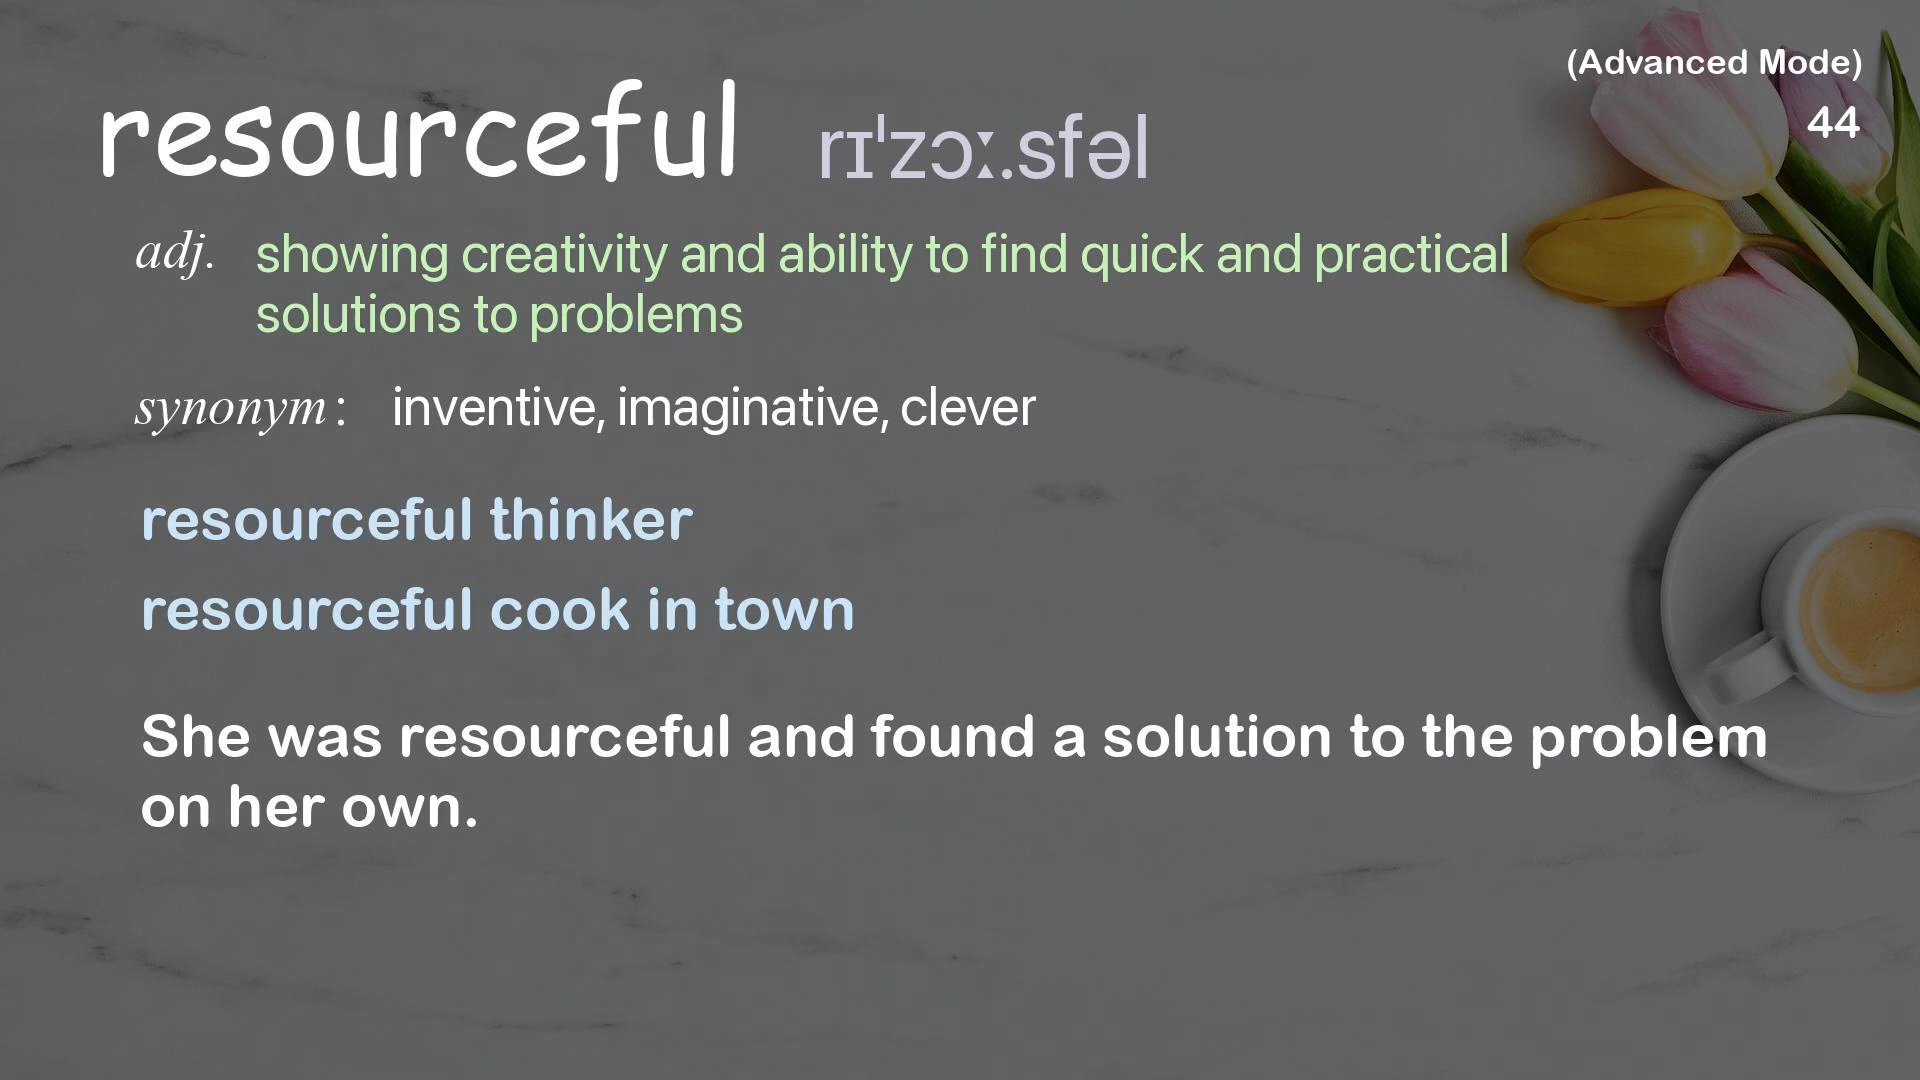 (Advanced Mode)
44
resourceful rɪˈzɔː.sfəl
adj. showing creativity and ability to find quick and practical
solutions to problems
synonym : inventive, imaginative, clever
resourceful thinker
resourceful cook in town
She was resourceful and found a solution to the problem
on her own.